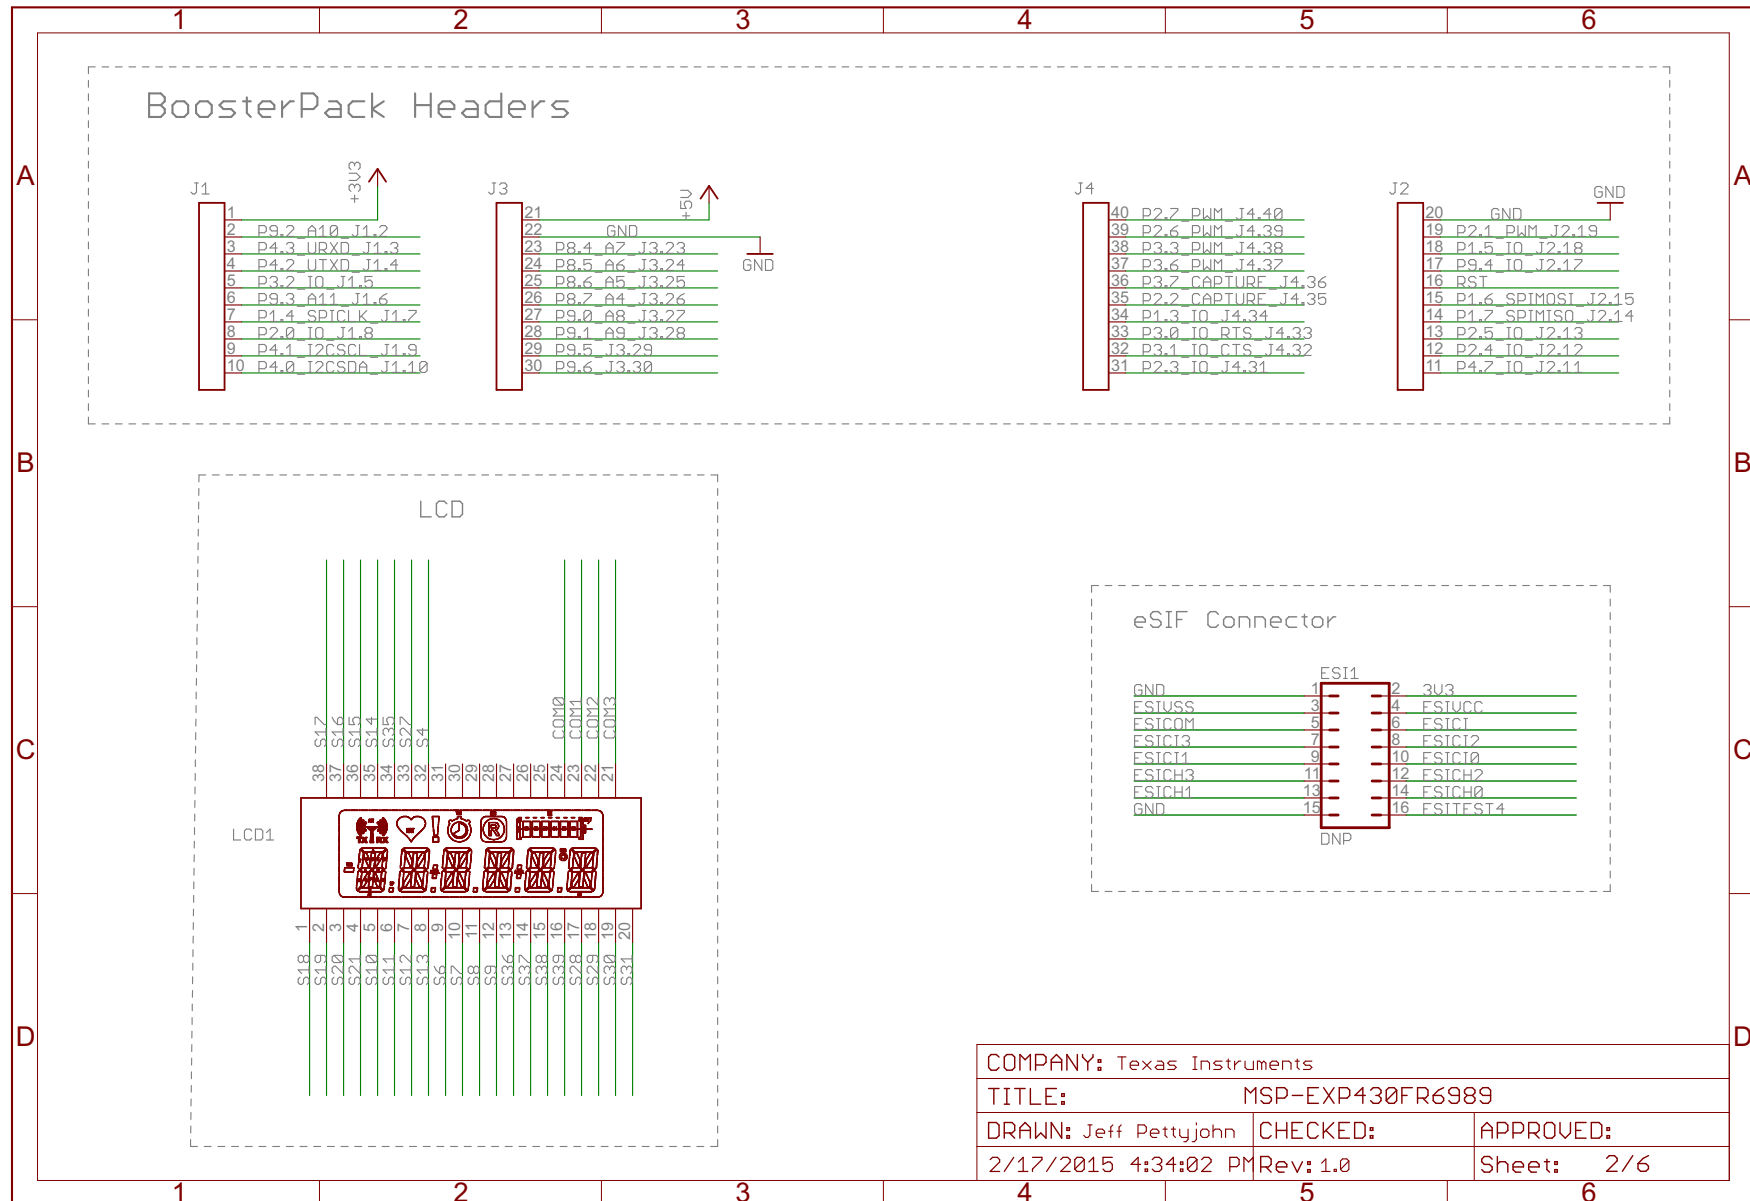 1 2 3 4 5 6
A A
B B
C C
D D
BoosterPack Headers
J1
+3V3
1
2 P9.2_A10_J1.2
3 P4.3_URXD_J1.3
4 P4.2_UTXD_J1.4
5 P3.2_IO_J1.5
6 P9.3_A11_J1.6
7 P1.4_SPICLK_J1.7
8 P2.0_IO_J1.8
9 P4.1_I2CSCL_J1.9
10 P4.0_I2CSDA_J1.10
J3
+5V
21
22 GND
GND
23 P8.4_A7_J3.23
24 P8.5_A6_J3.24
25 P8.6_A5_J3.25
26 P8.7_A4_J3.26
27 P9.0_A8_J3.27
28 P9.1_A9_J3.28
29 P9.5_J3.29
30 P9.6_J3.30
J4
40 P2.7_PWM_J4.40
39 P2.6_PWM_J4.39
38 P3.3_PWM_J4.38
37 P3.6_PWM_J4.37
36 P3.7_CAPTURE_J4.36
35 P2.2_CAPTURE_J4.35
34 P1.3_IO_J4.34
33 P3.0_IO_RTS_J4.33
32 P3.1_IO_CTS_J4.32
31 P2.3_IO_J4.31
J2
GND
20 GND
19 P2.1_PWM_J2.19
18 P1.5_IO_J2.18
17 P9.4_IO_J2.17
16 RST
15 P1.6_SPIMOSI_J2.15
14 P1.7_SPIMISO_J2.14
13 P2.5_IO_J2.13
12 P2.4_IO_J2.12
11 P4.7_IO_J2.11
LCD
S17 S16 S15 S14 S35 S27 S4 COM0 COM1 COM2 COM3
38 37 36 35 34 33 32 31 30 29 28 27 26 25 24 23 22 21
LCD1
TX RX
R
1 2 3 4 5 6 7 8 9 10 11 12 13 14 15 16 17 18 19 20
S18 S19 S20 S21 S10 S11 S12 S13 S6 S7 S8 S9 S36 S37 S38 S39 S28 S29 S30 S31
eSIF Connector
ESI1
GND 1 2 3V3
ESIVSS 3 4 ESIVCC
ESICOM 5 6 ESICI
ESICI3 7 8 ESICI2
ESICI1 9 10 ESICI0
ESICH3 11 12 ESICH2
ESICH1 13 14 ESICH0
GND 15 16 ESITEST4
DNP
COMPANY: Texas Instruments
TITLE: MSP-EXP430FR6989
DRAWN: Jeff Pettyjohn CHECKED: APPROVED:
2/17/2015 4:34:02 PM Rev: 1.0 Sheet: 2/6
1 2 3 4 5 6